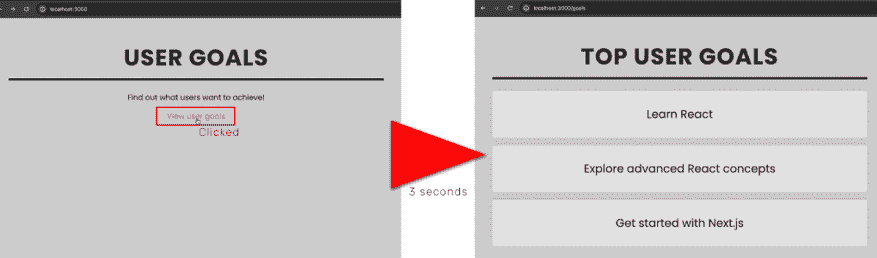 localhost:3000
USER GOALS
Find out what users want to achieve!
View user goals
Clicked
3 seconds
localhost:3000/goals
TOP USER GOALS
Learn React
Explore advanced React concepts
Get started with Next.js